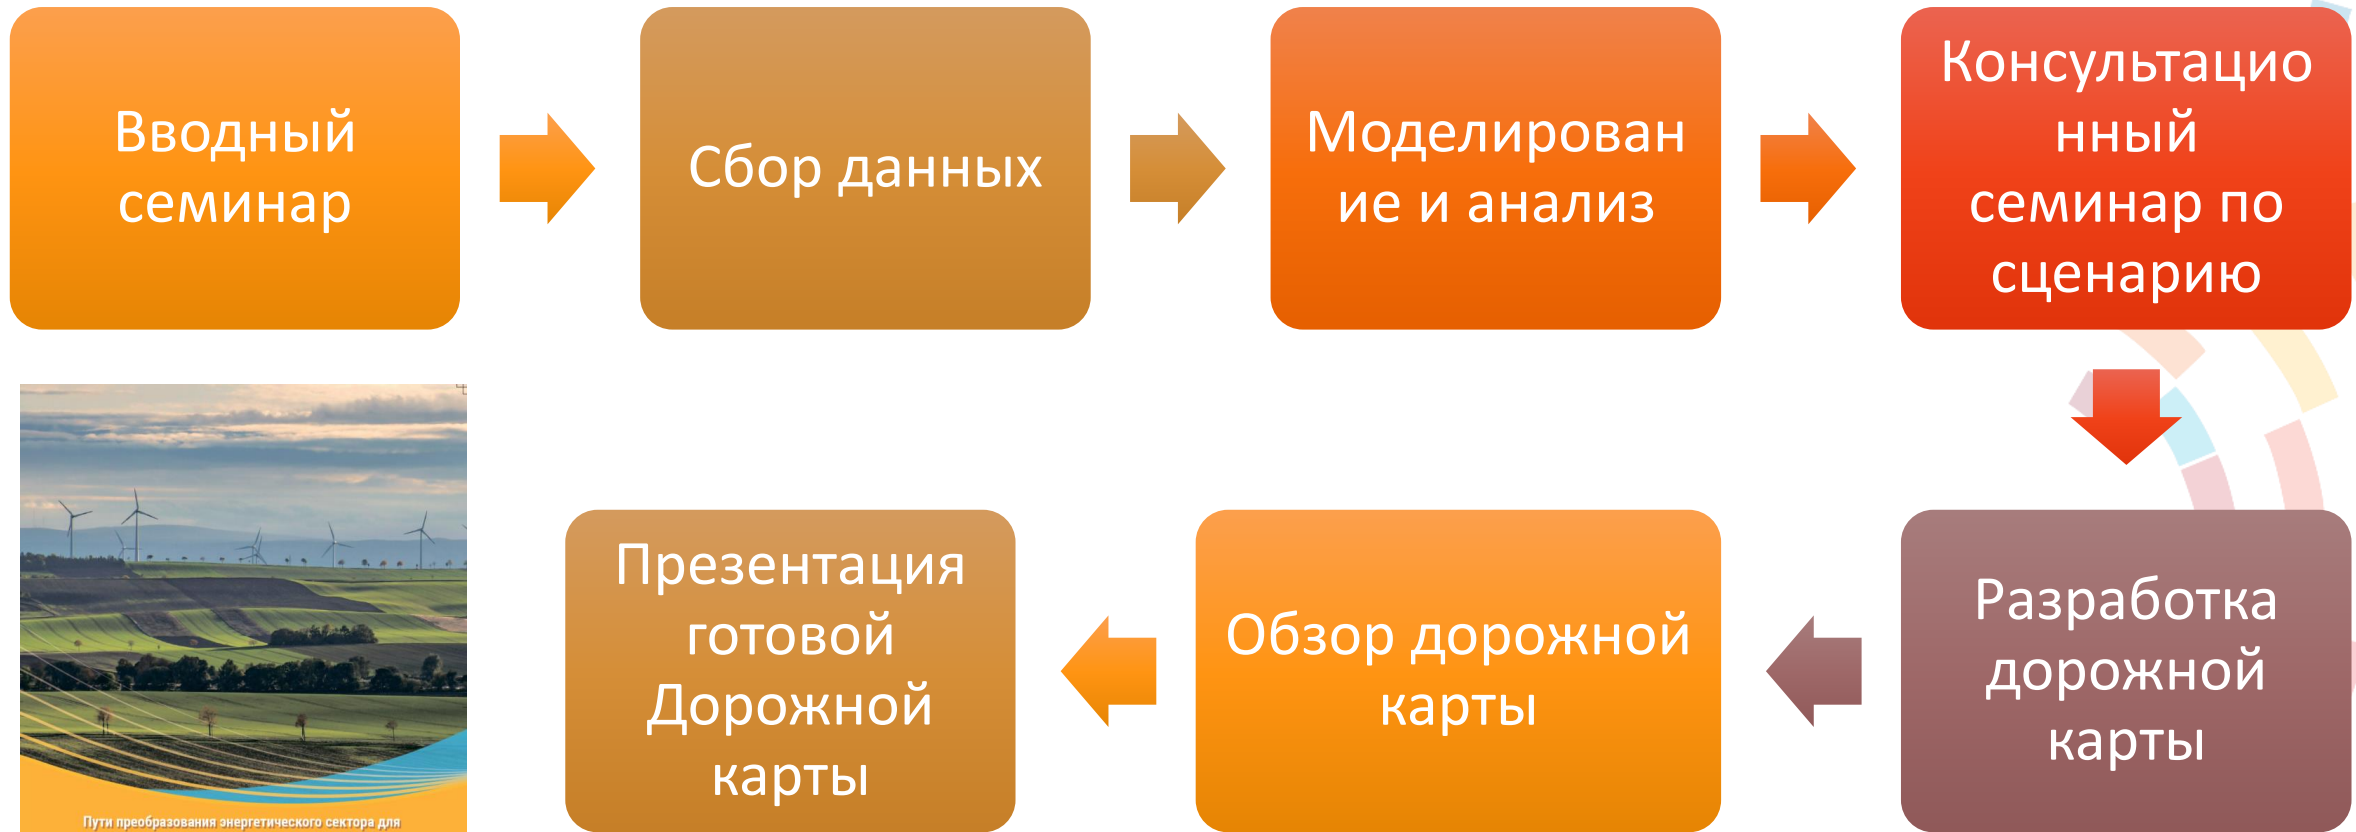 Вводный
семинар
Сбор данных
Моделирован
ие и анализ
Консультацио
нный
семинар по
сценарию
Разработка
дорожной
карты
Обзор дорожной
карты
Презентация
готовой
Дорожной
карты
Пути преобразования энергетического сектора для